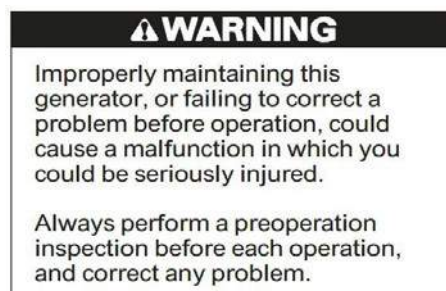 WARNING
Improperly maintaining this
generator, or failing to correct a
problem before operation, could
cause a malfunction in which you
could be seriously injured.
Always perform a preoperation
inspection before each operation,
and correct any problem.